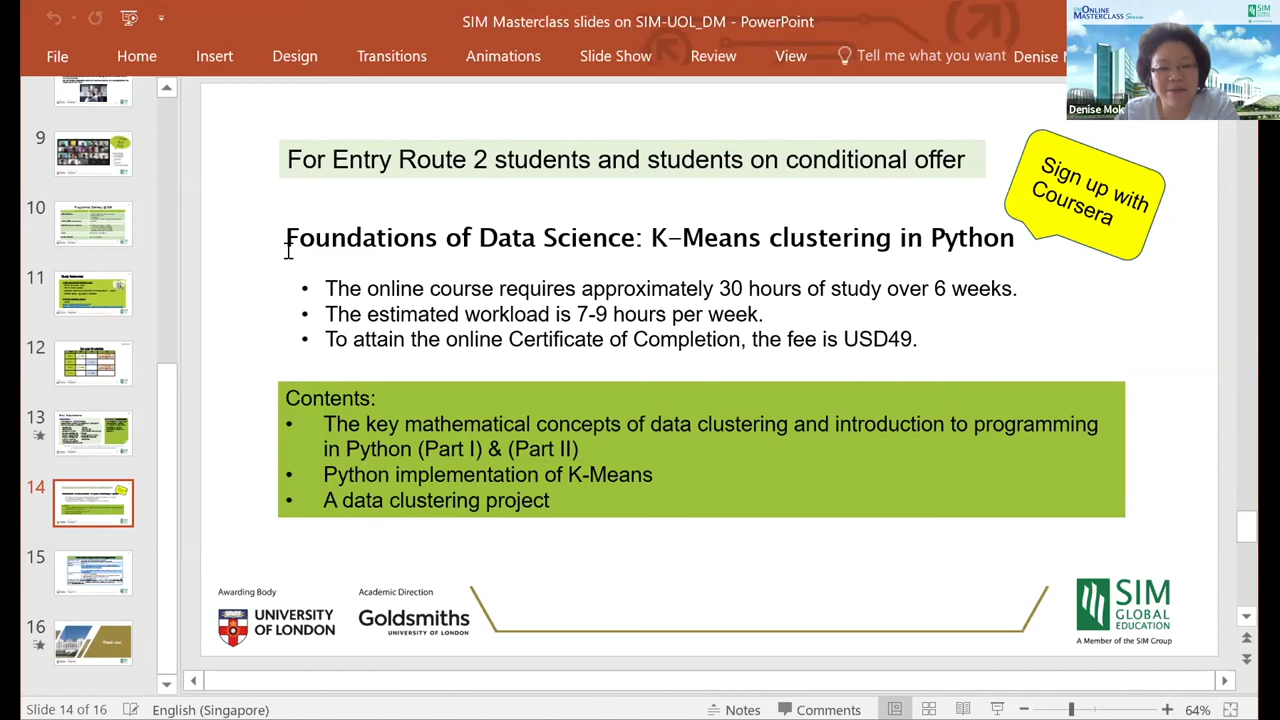 SIM Masterclass slides on SIM-UOL_DM - PowerPoint
File Home Insert Design Transitions Animations Slide Show Review View Tell me what you want Denise M
SIM ONLINE MASTERCLASS Series
SIM GLOBAL EDUCATION
Denise Mok
9
10
11
12
13
14
15
16
For Entry Route 2 students and students on conditional offer
Sign up with
Coursera
Foundations of Data Science: K-Means clustering in Python
• The online course requires approximately 30 hours of study over 6 weeks.
• The estimated workload is 7-9 hours per week.
• To attain the online Certificate of Completion, the fee is USD49.
Contents:
• The key mathematical concepts of data clustering and introduction to programming
in Python (Part I) & (Part II)
• Python implementation of K-Means
• A data clustering project
Awarding Body
UNIVERSITY
OF LONDON
Academic Direction
Goldsmiths
UNIVERSITY OF LONDON
SIM
GLOBAL
EDUCATION
A Member of the SIM Group
Slide 14 of 16 English (Singapore) Notes Comments 64%